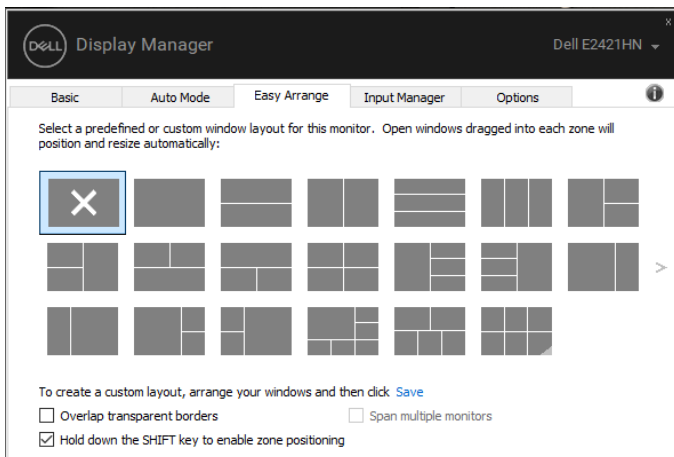 DELL Display Manager
x
Dell E2421HN
Basic Auto Mode Easy Arrange Input Manager Options
i
Select a predefined or custom window layout for this monitor. Open windows dragged into each zone will
position and resize automatically:
>
To create a custom layout, arrange your windows and then click Save
Overlap transparent borders
Span multiple monitors
Hold down the SHIFT key to enable zone positioning